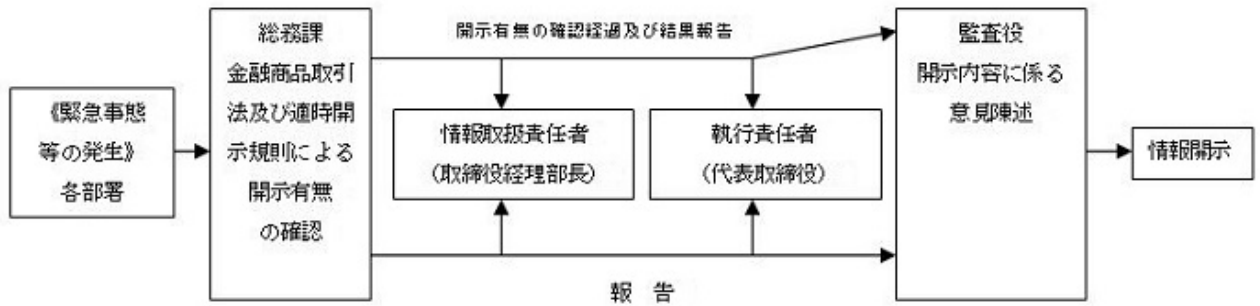 《緊急事態
等の発生》
各部署
総務課
金融商品取引
法及び適時開
示規則による
開示有無
の確認
開示有無の確認経過及び結果報告
情報取扱責任者
(取締役経理部長)
執行責任者
(代表取締役)
報 告
監査役
開示内容に係る
意見陳述
情報開示